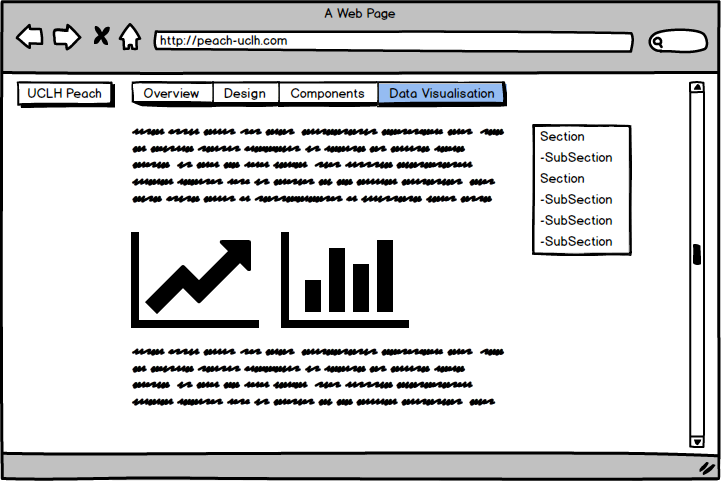 A Web Page
http://peach-uclh.com
UCLH Peach
Overview
Design
Components
Data Visualisation
Section
-SubSection
Section
-SubSection
-SubSection
-SubSection